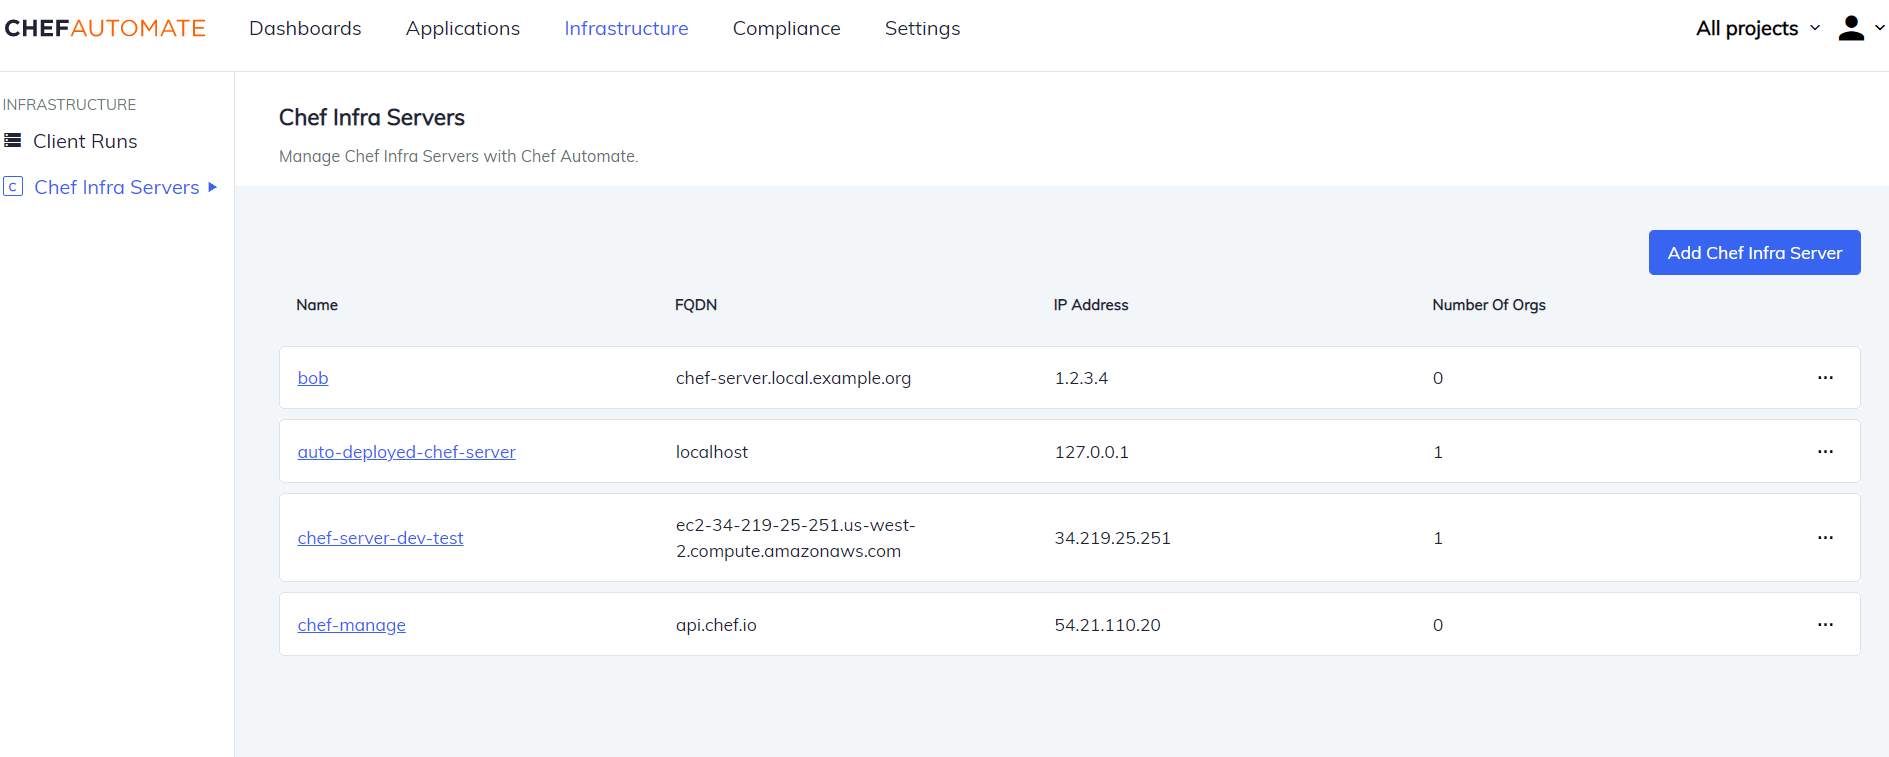 CHEFAUTOMATE Dashboards Applications Infrastructure Compliance Settings All projects
INFRASTRUCTURE
Client Runs
C Chef Infra Servers
Chef Infra Servers
Manage Chef Infra Servers with Chef Automate.
Add Chef Infra Server
Name FQDN IP Address Number Of Orgs
bob chef-server.local.example.org 1.2.3.4 0 ...
auto-deployed-chef-server localhost 127.0.0.1 1 ...
chef-server-dev-test ec2-34-219-25-251.us-west-
2.compute.amazonaws.com 34.219.25.251 1 ...
chef-manage api.chef.io 54.21.110.20 0 ...